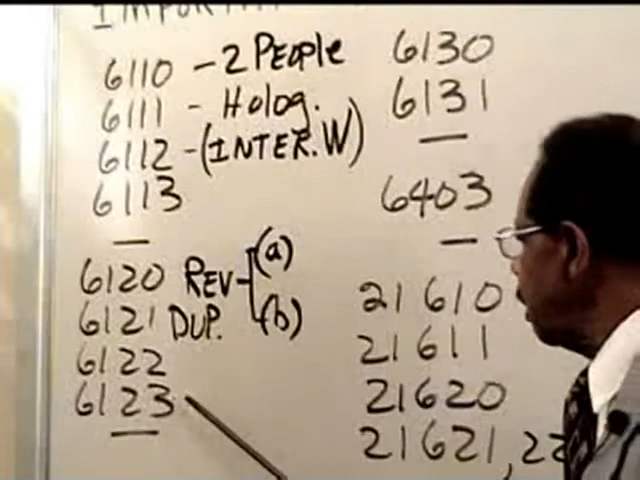 6110 - 2 PEOPLE
6111 - Holog.
6112 - (INTER.W)
6113
6120 REV - (a)
(b)
6121 DUP.
6122
6123
6130
6131
6403
21610
21611
21620
21621, 22